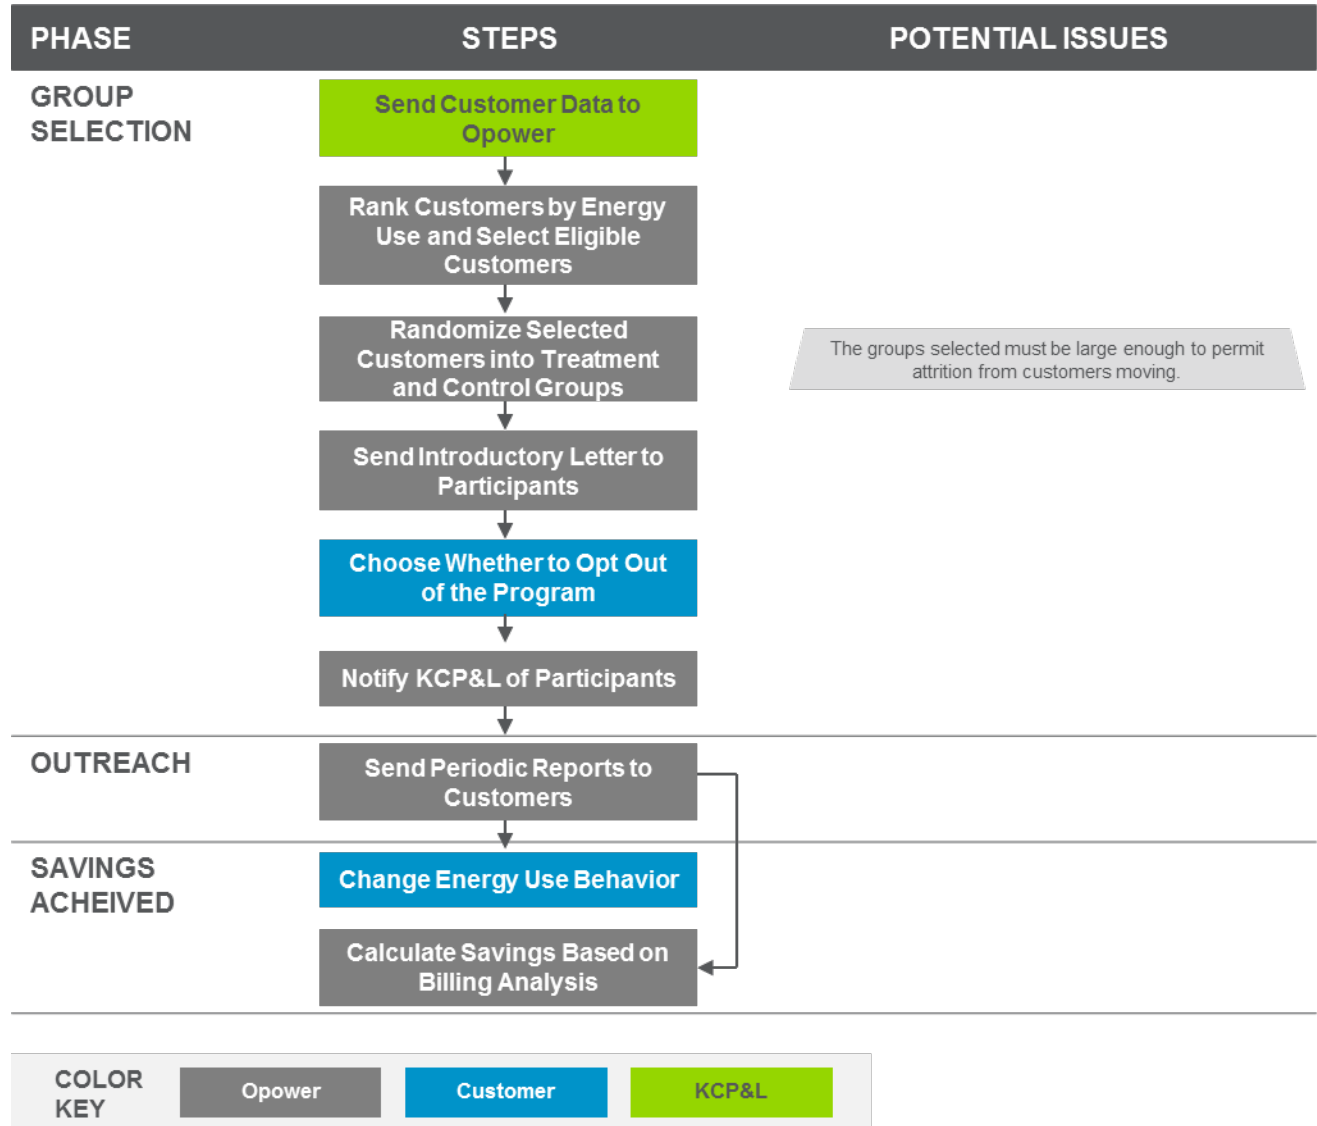 PHASE
STEPS
POTENTIAL ISSUES
GROUP
SELECTION
Send Customer Data to
Opower
Rank Customers by Energy
Use and Select Eligible
Customers
Randomize Selected
Customers into Treatment
and Control Groups
The groups selected must be large enough to permit
attrition from customers moving.
Send Introductory Letter to
Participants
Choose Whether to Opt Out
of the Program
Notify KCP&L of Participants
OUTREACH
Send Periodic Reports to
Customers
SAVINGS
ACHEIVED
Change Energy Use Behavior
Calculate Savings Based on
Billing Analysis
COLOR
KEY
Opower
Customer
KCP&L